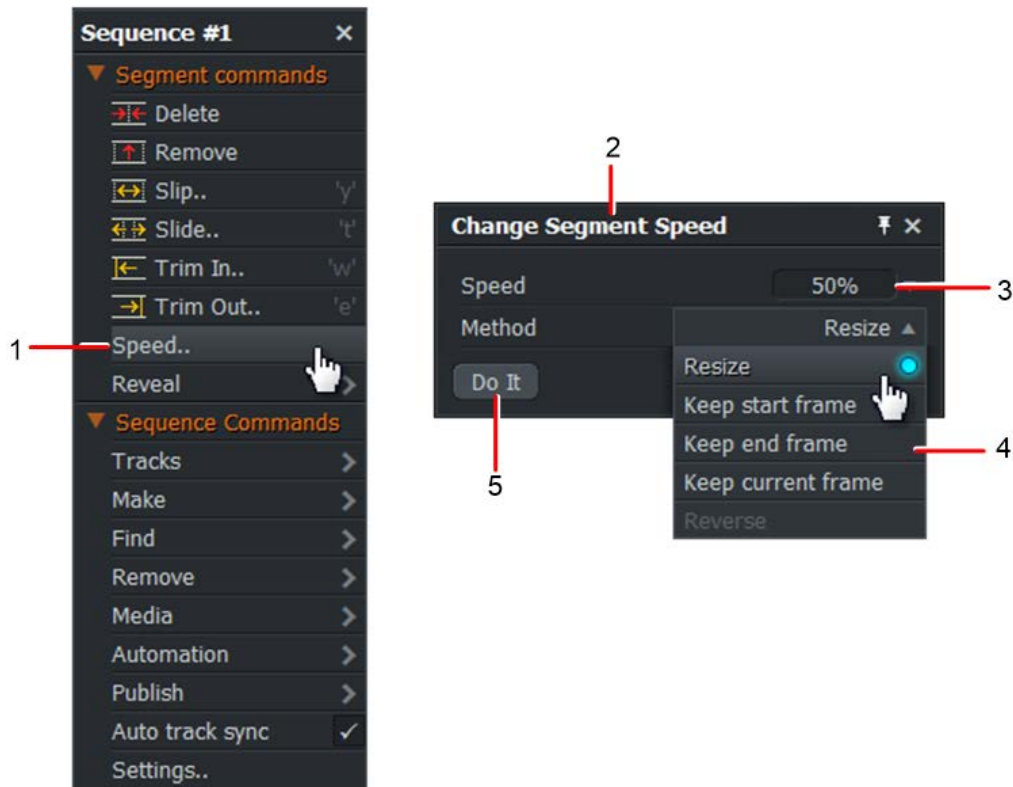 Sequence #1 ×
Segment commands
Delete
Remove
Slip.. 'y'
Slide.. 't'
Trim In.. 'w'
Trim Out.. 'e'
1
Speed..
Reveal
Sequence Commands
Tracks
Make
Find
Remove
Media
Automation
Publish
Auto track sync ✓
Settings..
2
Change Segment Speed ×
Speed 50%
3
Method Resize
Do It
5
Resize
Keep start frame
Keep end frame
4
Keep current frame
Reverse